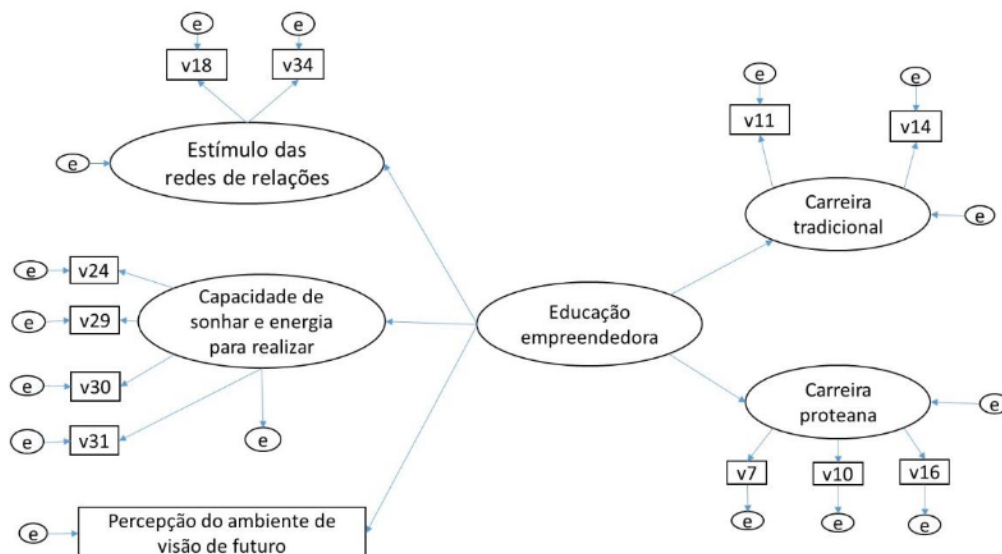 e
e
v18
v34
Estímulo das
redes de relações
e
e
v24
e
v29
e
v30
e
v31
Capacidade de
sonhar e energia
para realizar
e
e
Percepção do ambiente de
visão de futuro
Educação
empreendedora
e
e
v11
v14
Carreira
tradicional
e
Carreira
proteana
e
v7
v10
v16
e
e
e